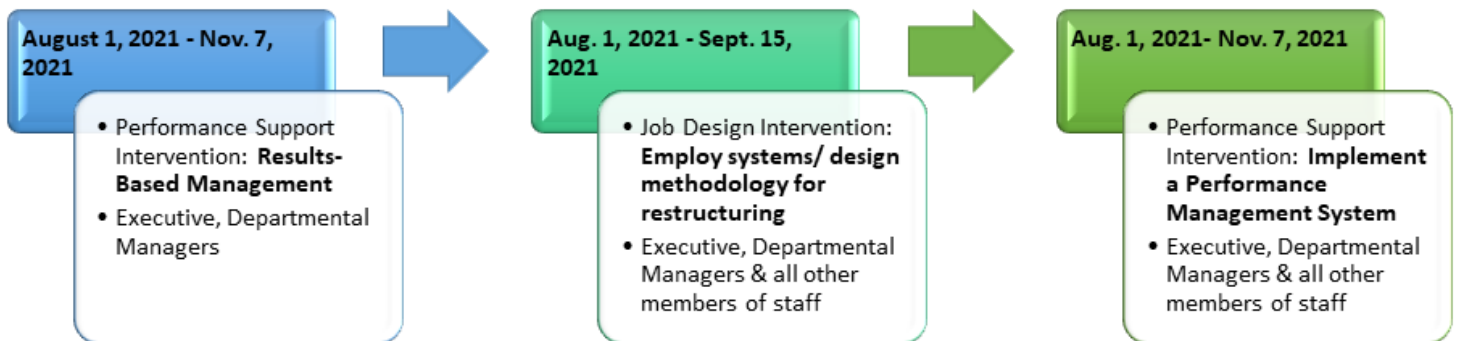 August 1, 2021 - Nov. 7,
2021
• Performance Support
Intervention: Results-
Based Management
• Executive, Departmental
Managers
Aug. 1, 2021 - Sept. 15,
2021
• Job Design Intervention:
Employ systems/ design
methodology for
restructuring
• Executive, Departmental
Managers & all other
members of staff
Aug. 1, 2021- Nov. 7, 2021
• Performance Support
Intervention: Implement
a Performance
Management System
• Executive, Departmental
Managers & all other
members of staff